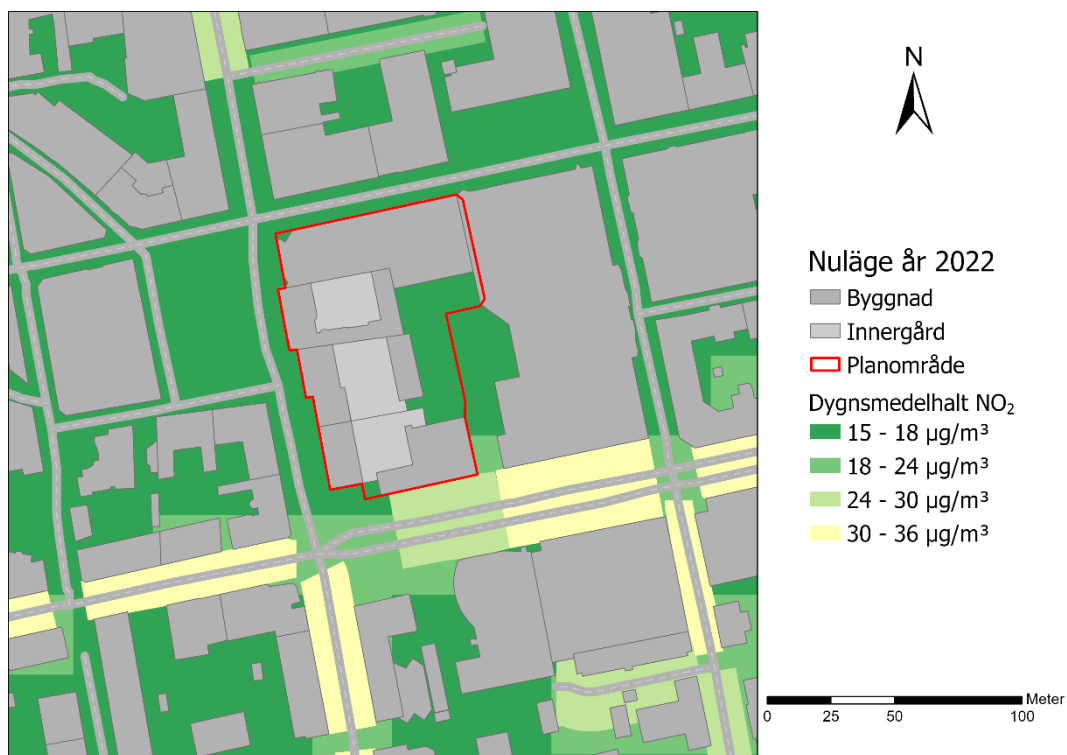 N
Nuläge år 2022
Byggnad
Innergård
Planområde
Dygnsmedelhalt NO₂
15 - 18 µg/m³
18 - 24 µg/m³
24 - 30 µg/m³
30 - 36 µg/m³
Meter
0 25 50 100